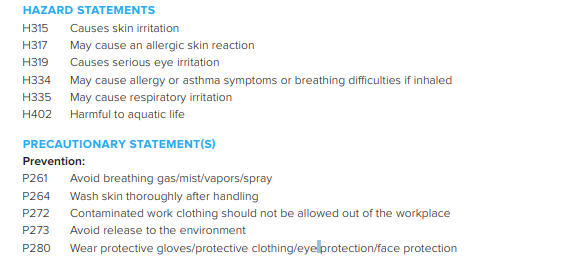 HAZARD STATEMENTS
H315 Causes skin irritation
H317 May cause an allergic skin reaction
H319 Causes serious eye irritation
H334 May cause allergy or asthma symptoms or breathing difficulties if inhaled
H335 May cause respiratory irritation
H402 Harmful to aquatic life
PRECAUTIONARY STATEMENT(S)
Prevention:
P261 Avoid breathing gas/mist/vapors/spray
P264 Wash skin thoroughly after handling
P272 Contaminated work clothing should not be allowed out of the workplace
P273 Avoid release to the environment
P280 Wear protective gloves/protective clothing/eye protection/face protection